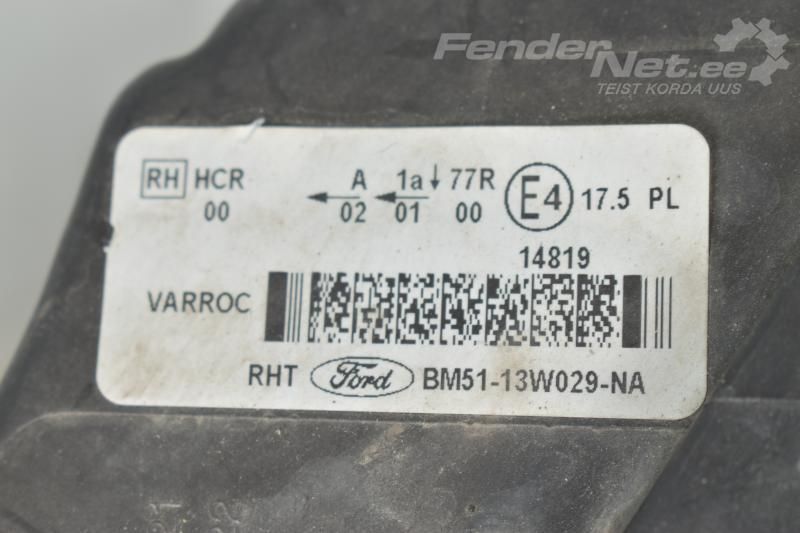 FenderNet.ee
TEIST KORDA UUS
RH HCR A 1a 77R E4 17.5 PL
00 02 01 00
14819
VARROC
RHT Ford BM51-13W029-NA